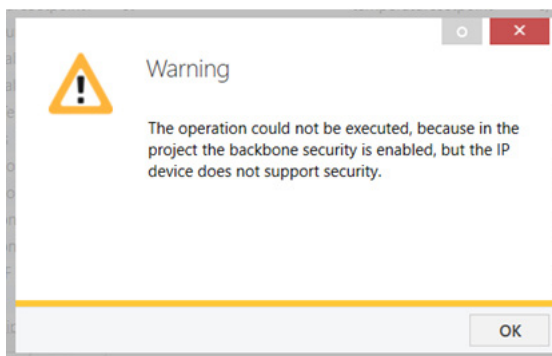 Warning
The operation could not be executed, because in the
project the backbone security is enabled, but the IP
device does not support security.
OK